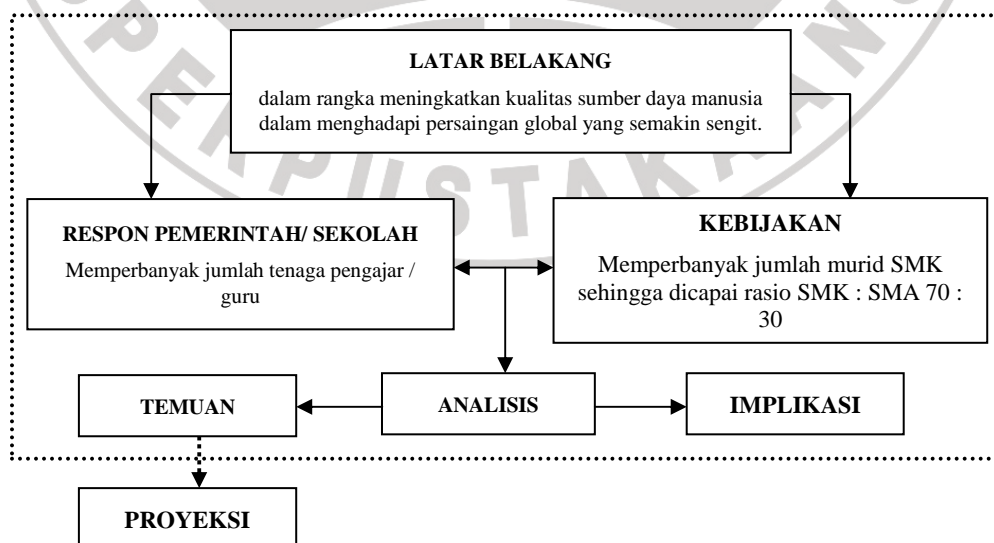 LATAR BELAKANG
dalam rangka meningkatkan kualitas sumber daya manusia
dalam menghadapi persaingan global yang semakin sengit.
PERPUSTAKAAN
RESPON PEMERINTAH/ SEKOLAH
Memperbanyak jumlah tenaga pengajar /
guru
KEBIJAKAN
Memperbanyak jumlah murid SMK
sehingga dicapai rasio SMK : SMA 70 :
30
TEMUAN
ANALISIS
IMPLIKASI
PROYEKSI